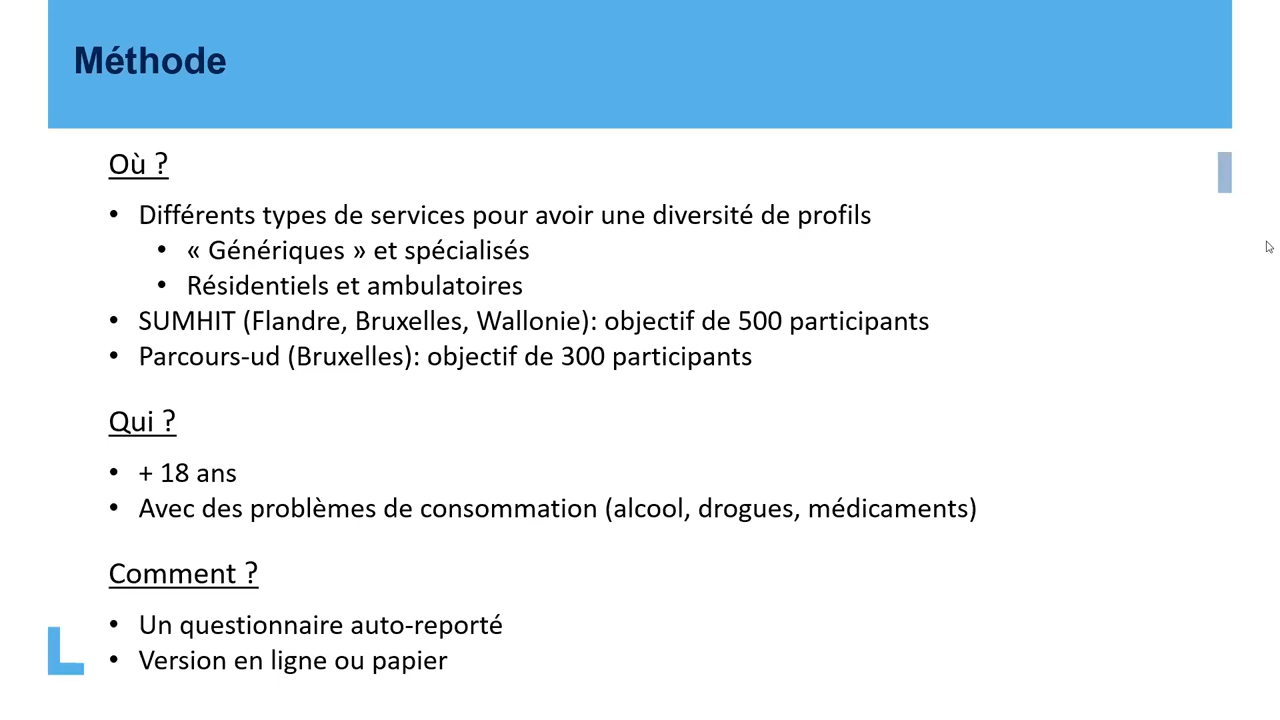 Méthode
Où ?
• Différents types de services pour avoir une diversité de profils
• « Génériques » et spécialisés
• Résidentiels et ambulatoires
• SUMHIT (Flandre, Bruxelles, Wallonie): objectif de 500 participants
• Parcours-ud (Bruxelles): objectif de 300 participants
Qui ?
• + 18 ans
• Avec des problèmes de consommation (alcool, drogues, médicaments)
Comment ?
• Un questionnaire auto-reporté
• Version en ligne ou papier